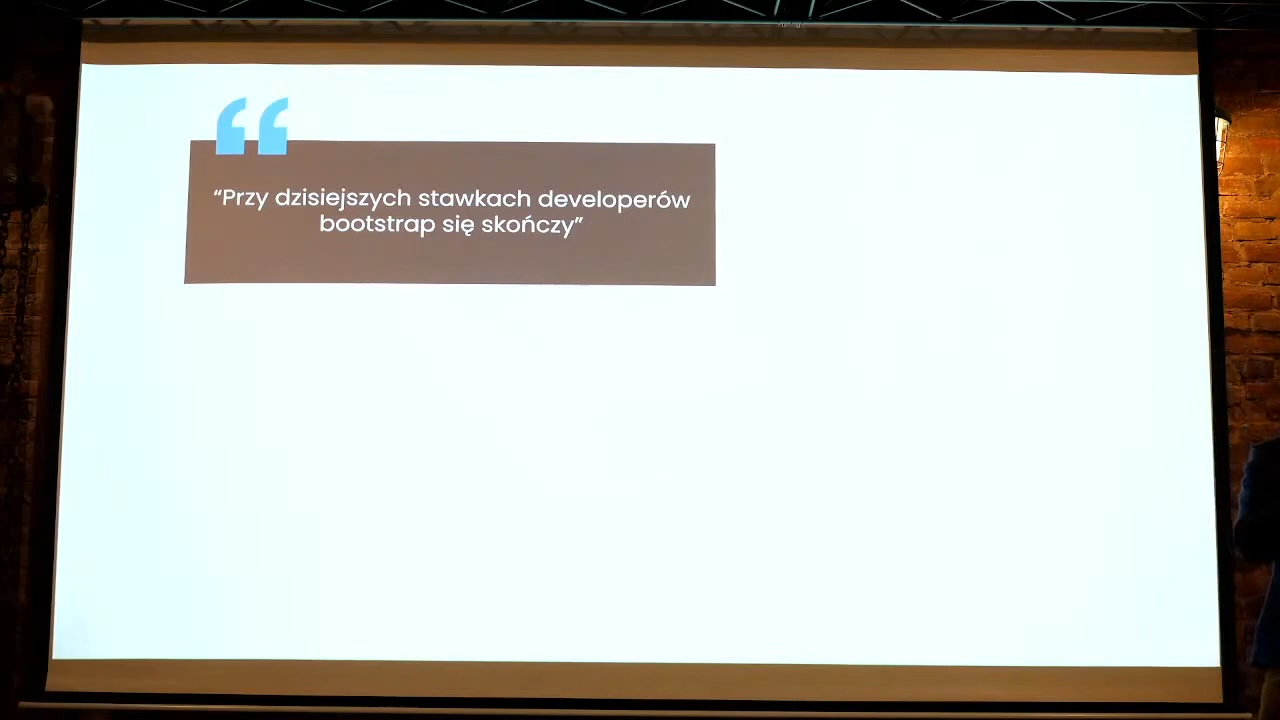 “Przy dzisiejszych stawkach developerów
bootstrap się skończy”